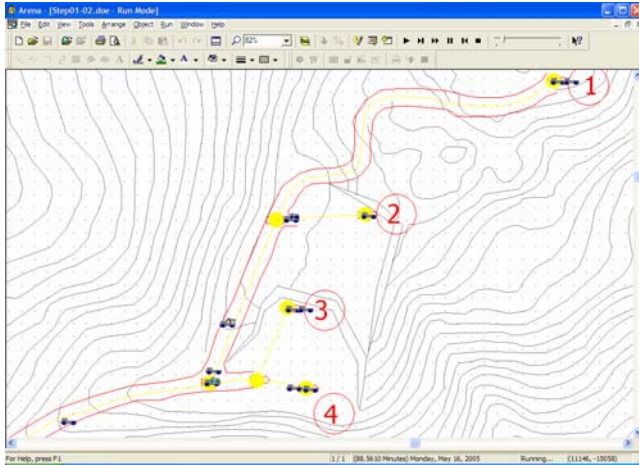 Arena - [Step01-02.doe - Run Mode]
File Edit View Tools Arrange Object Run Window Help
82%
1
2
3
4
For Help, press F1
1 / 1 (88.5610 Minutes) Monday, May 16, 2005 Running... (11146, -15058)